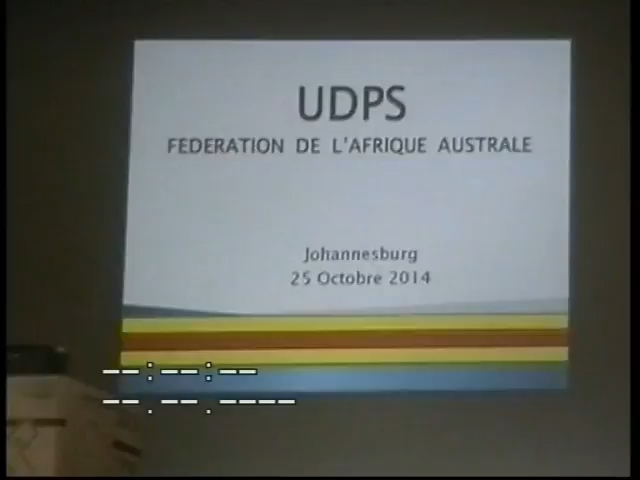 UDPS
FEDERATION DE L'AFRIQUE AUSTRALE
Johannesburg
25 Octobre 2014
--:--:--
--.--.----